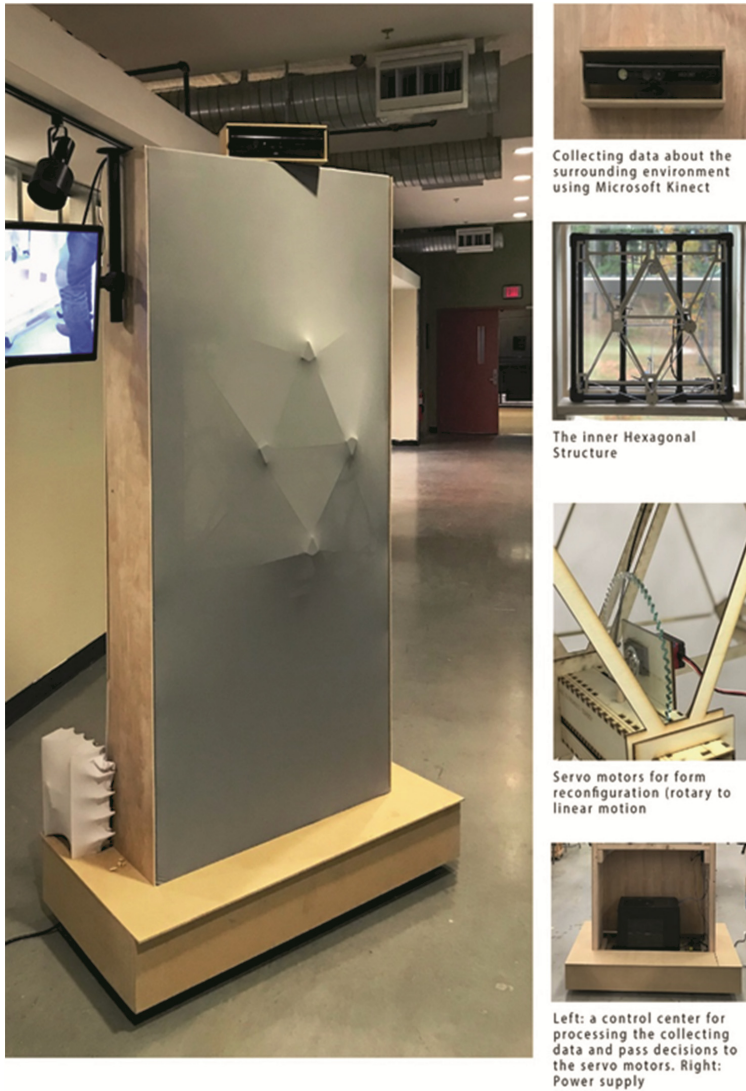 Collecting data about the
surrounding environment
using Microsoft Kinect
The inner Hexagonal
Structure
Servo motors for form
reconfiguration (rotary to
linear motion
Left: a control center for
processing the collecting
data and pass decisions to
the servo motors. Right:
Power supply